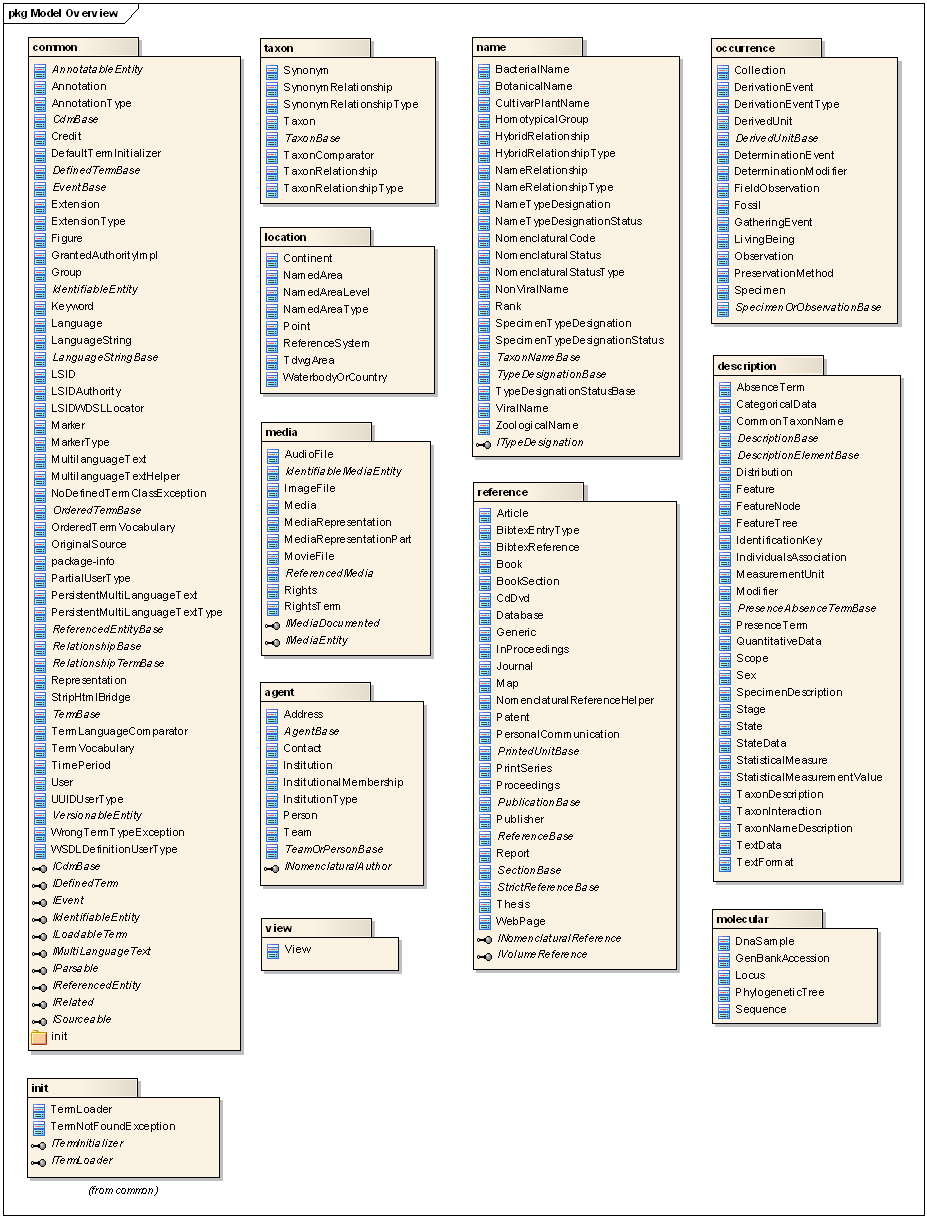 pkg Model Overview
common
AnnotatableEntity
Annotation
AnnotationType
CdmBase
Credit
DefaultTermInitializer
DefinedTermBase
EventBase
Extension
ExtensionType
Figure
GrantedAuthorityImpl
Group
IdentifiableEntity
Keyword
Language
LanguageString
LanguageStringBase
LSID
LSIDAuthority
LSIDWDSLLocator
Marker
MarkerType
MultilanguageText
MultilanguageTextHelper
NoDefinedTermClassException
OrderedTermBase
OrderedTermVocabulary
OriginalSource
package-info
PartialUserType
PersistentMultiLanguageText
PersistentMultiLanguageTextType
ReferencedEntityBase
RelationshipBase
RelationshipTermBase
Representation
StripHtmlBridge
TermBase
TermLanguageComparator
TermVocabulary
TimePeriod
User
UUIDUserType
VersionableEntity
WrongTermTypeException
WSDLDefinitionUserType
ICdmBase
IDefinedTerm
IEvent
IIdentifiableEntity
ILoadableTerm
IMultiLanguageText
IParsable
IReferencedEntity
IRelated
ISourceable
init
init
TermLoader
TermNotFoundException
ITermInitializer
ITermLoader
(from common)
taxon
Synonym
SynonymRelationship
SynonymRelationshipType
Taxon
TaxonBase
TaxonComparator
TaxonRelationship
TaxonRelationshipType
location
Continent
NamedArea
NamedAreaLevel
NamedAreaType
Point
ReferenceSystem
TdwgArea
WaterbodyOrCountry
media
AudioFile
IdentifiableMediaEntity
ImageFile
Media
MediaRepresentation
MediaRepresentationPart
MovieFile
ReferencedMedia
Rights
RightsTerm
IMediaDocumented
IMediaEntity
agent
Address
AgentBase
Contact
Institution
InstitutionalMembership
InstitutionType
Person
Team
TeamOrPersonBase
INomenclaturalAuthor
view
View
name
BacterialName
BotanicalName
CultivarPlantName
HomotypicalGroup
HybridRelationship
HybridRelationshipType
NameRelationship
NameRelationshipType
NameTypeDesignation
NameTypeDesignationStatus
NomenclaturalCode
NomenclaturalStatus
NomenclaturalStatusType
NonViralName
Rank
SpecimenTypeDesignation
SpecimenTypeDesignationStatus
TaxonNameBase
TypeDesignationBase
TypeDesignationStatusBase
ViralName
ZoologicalName
ITypeDesignation
reference
Article
BibtexEntryType
BibtexReference
Book
BookSection
CdDvd
Database
Generic
InProceedings
Journal
Map
NomenclaturalReferenceHelper
Patent
PersonalCommunication
PrintedUnitBase
PrintSeries
Proceedings
PublicationBase
Publisher
ReferenceBase
Report
SectionBase
StrictReferenceBase
Thesis
WebPage
INomenclaturalReference
IVolumeReference
occurrence
Collection
DerivationEvent
DerivationEventType
DerivedUnit
DerivedUnitBase
DeterminationEvent
DeterminationModifier
FieldObservation
Fossil
GatheringEvent
LivingBeing
Observation
PreservationMethod
Specimen
SpecimenOrObservationBase
description
AbsenceTerm
CategoricalData
CommonTaxonName
DescriptionBase
DescriptionElementBase
Distribution
Feature
FeatureNode
FeatureTree
IdentificationKey
IndividualsAssociation
MeasurementUnit
Modifier
PresenceAbsenceTermBase
PresenceTerm
QuantitativeData
Scope
Sex
SpecimenDescription
Stage
State
StateData
StatisticalMeasure
StatisticalMeasurementValue
TaxonDescription
TaxonInteraction
TaxonNameDescription
TextData
TextFormat
molecular
DnaSample
GenBankAccession
Locus
PhylogeneticTree
Sequence